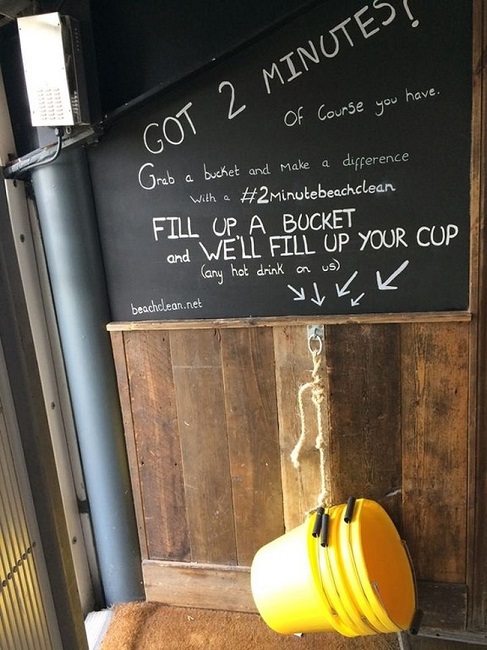 GOT 2 MINUTES?
Of Course you have.
Grab a bucket and make a difference
with a #2minutebeachclean
FILL UP A BUCKET
and WE'LL FILL UP YOUR CUP
(any hot drink on us)
beachclean.net